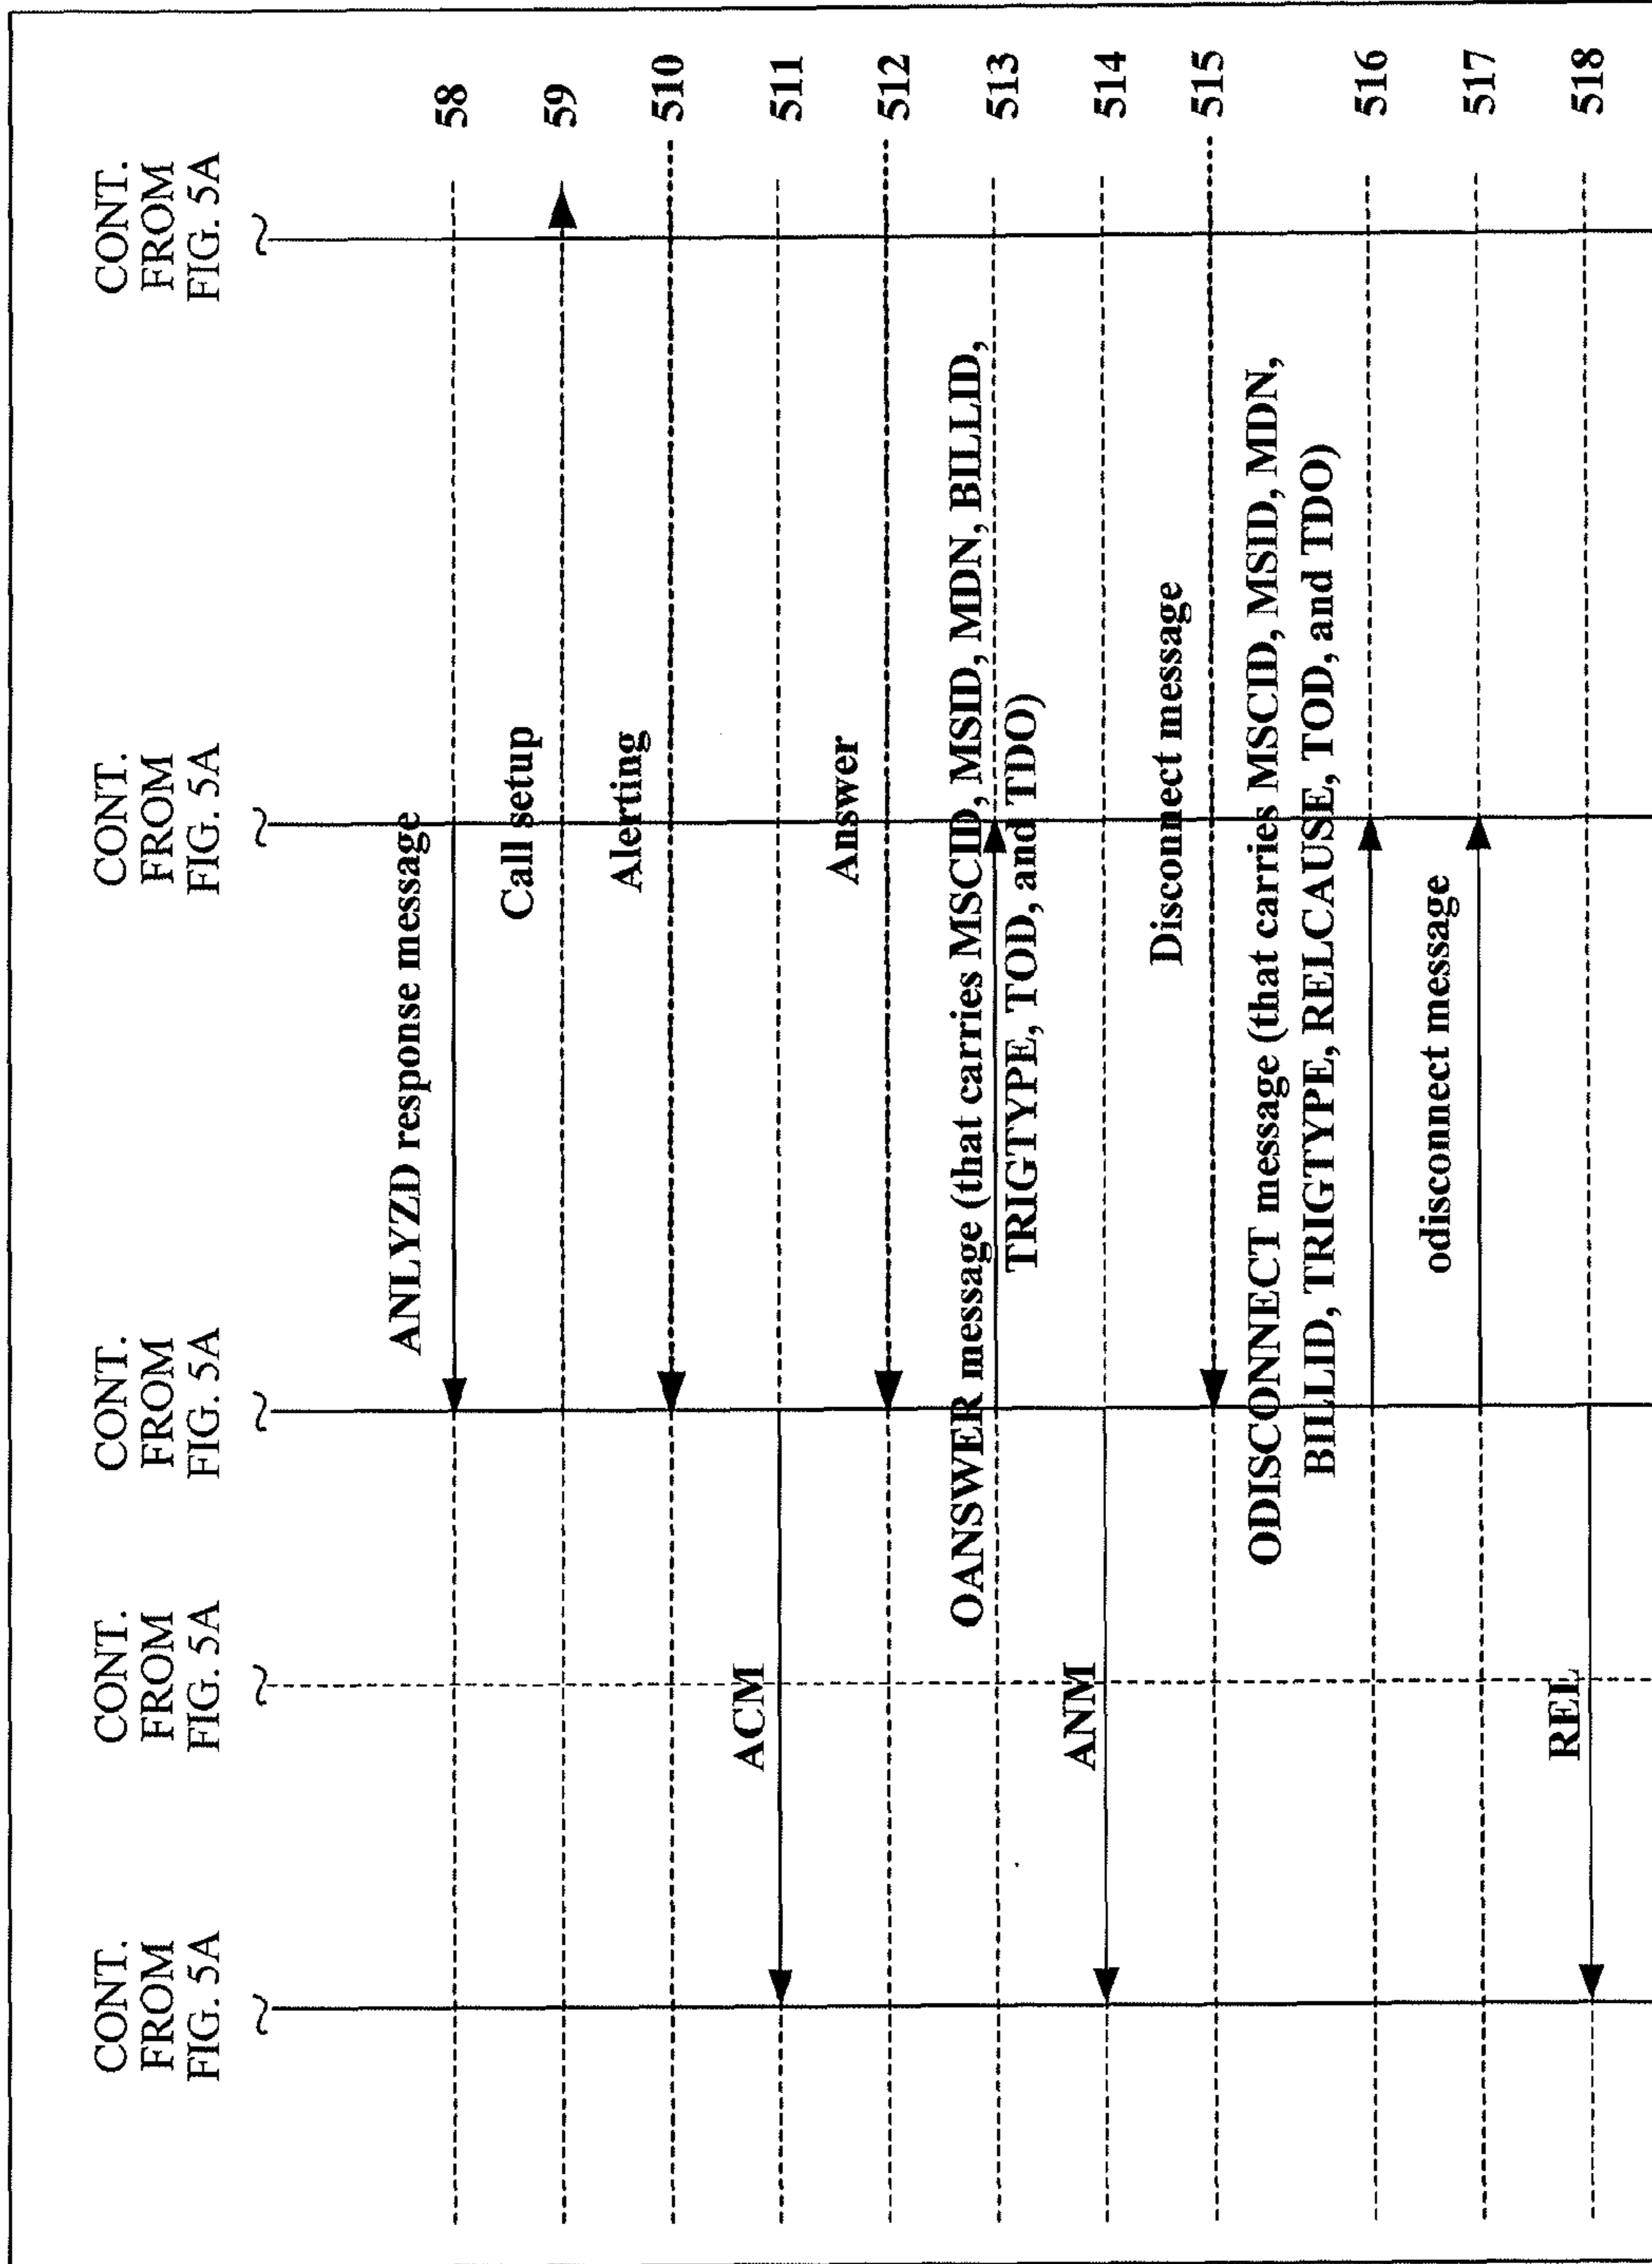 CONT.
FROM
FIG. 5A
CONT.
FROM
FIG. 5A
CONT.
FROM
FIG. 5A
CONT.
FROM
FIG. 5A
CONT.
FROM
FIG. 5A
ANLYZD response message
58
Call setup
59
Alerting
510
ACM
511
Answer
512
OANSWER message (that carries MSCID, MSID, MDN, BILLID,
TRIGTYPE, TOD, and TDO)
513
ANM
514
Disconnect message
515
ODISCONNECT message (that carries MSCID, MSID, MDN,
BILLID, TRIGTYPE, RELCAUSE, TOD, and TDO)
516
odisconnect message
517
REL
518